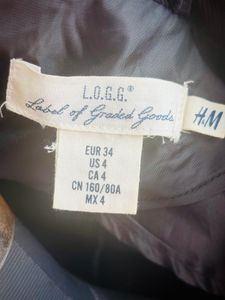 L.O.G.G.®
Label of Graded Goods
H&M
EUR 34
US 4
CA 4
CN 160/80A
MX 4